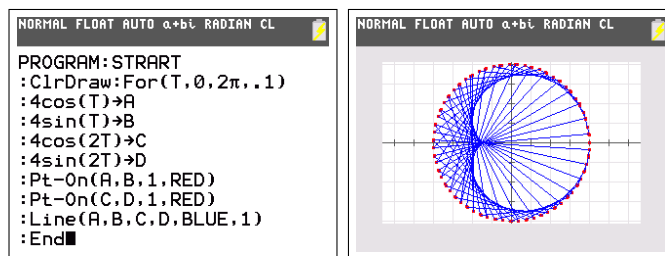 NORMAL FLOAT AUTO a+bi RADIAN CL
PROGRAM:STRART
:ClrDraw:For(T,0,2π,.1)
:4cos(T)→A
:4sin(T)→B
:4cos(2T)→C
:4sin(2T)→D
:Pt-On(A,B,1,RED)
:Pt-On(C,D,1,RED)
:Line(A,B,C,D,BLUE,1)
:End
NORMAL FLOAT AUTO a+bi RADIAN CL